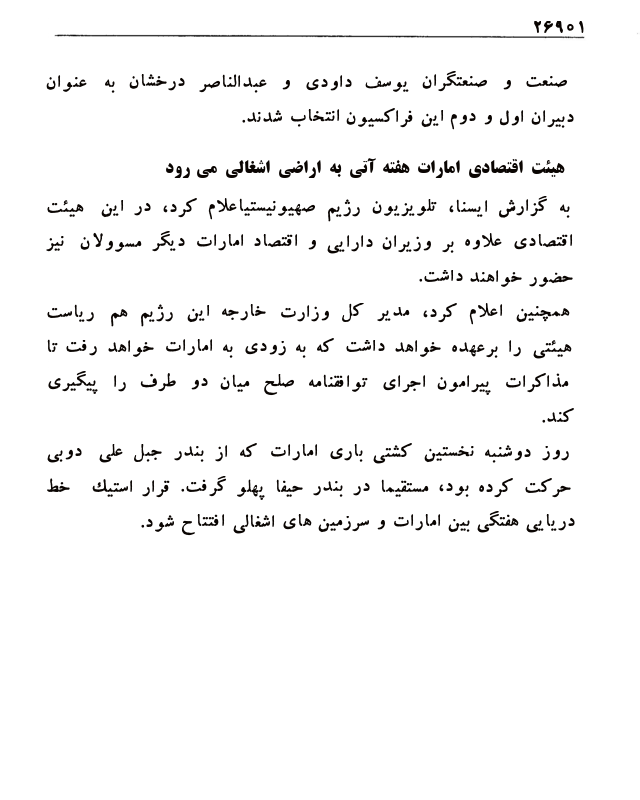 ۲۶۹۰۱
صنعت و صنعتگران یوسف داودی و عبدالناصر درخشان به عنوان
دبیران اول و دوم این فراکسیون انتخاب شدند.
هیئت اقتصادی امارات هفته آتی به اراضی اشغالی می رود
به گزارش ایسنا، تلویزیون رژیم صهیونیستیاعلام کرد، در این هیئت
اقتصادی علاوه بر وزیران دارایی و اقتصاد امارات دیگر مسوولان نیز
حضور خواهند داشت.
همچنین اعلام کرد، مدیر کل وزارت خارجه این رژیم هم ریاست
هیئتی را برعهده خواهد داشت که به زودی به امارات خواهد رفت تا
مذاکرات پیرامون اجرای توافقنامه صلح میان دو طرف را پیگیری
کند.
روز دوشنبه نخستین کشتی باری امارات که از بندر جبل علی دوبی
حرکت کرده بود، مستقیما در بندر حیفا پهلو گرفت. قرار استیك خط
دریایی هفتگی بین امارات و سرزمین های اشغالی افتتاح شود.